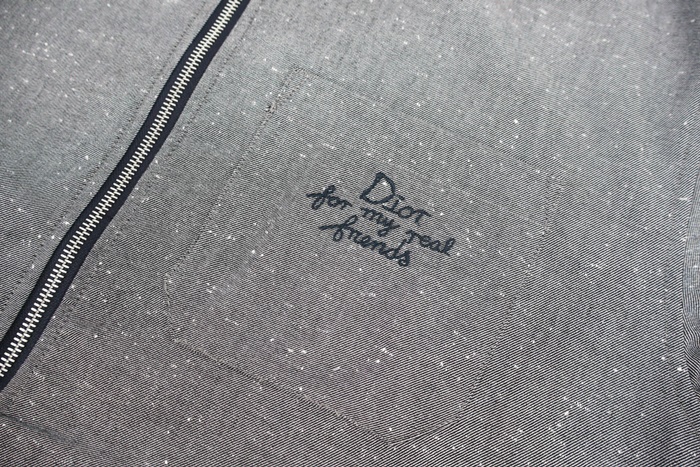 Dior
for my real
friends